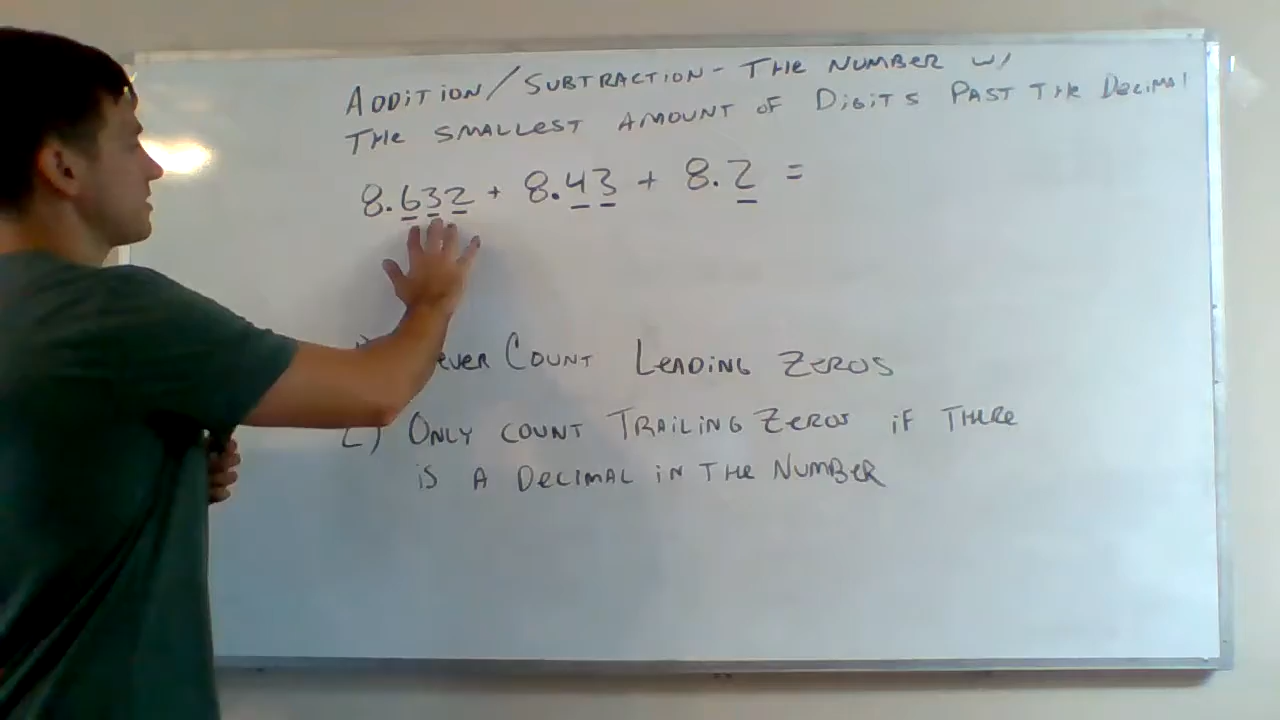 ADDITION/SUBTRACTION - THE NUMBER W/
THE SMALLEST AMOUNT OF DIGITS PAST THE DECIMAL
8.632 + 8.43 + 8.2 =
COUNT LEADING ZEROS
2) ONLY COUNT TRAILING ZEROS IF THERE
IS A DECIMAL IN THE NUMBER